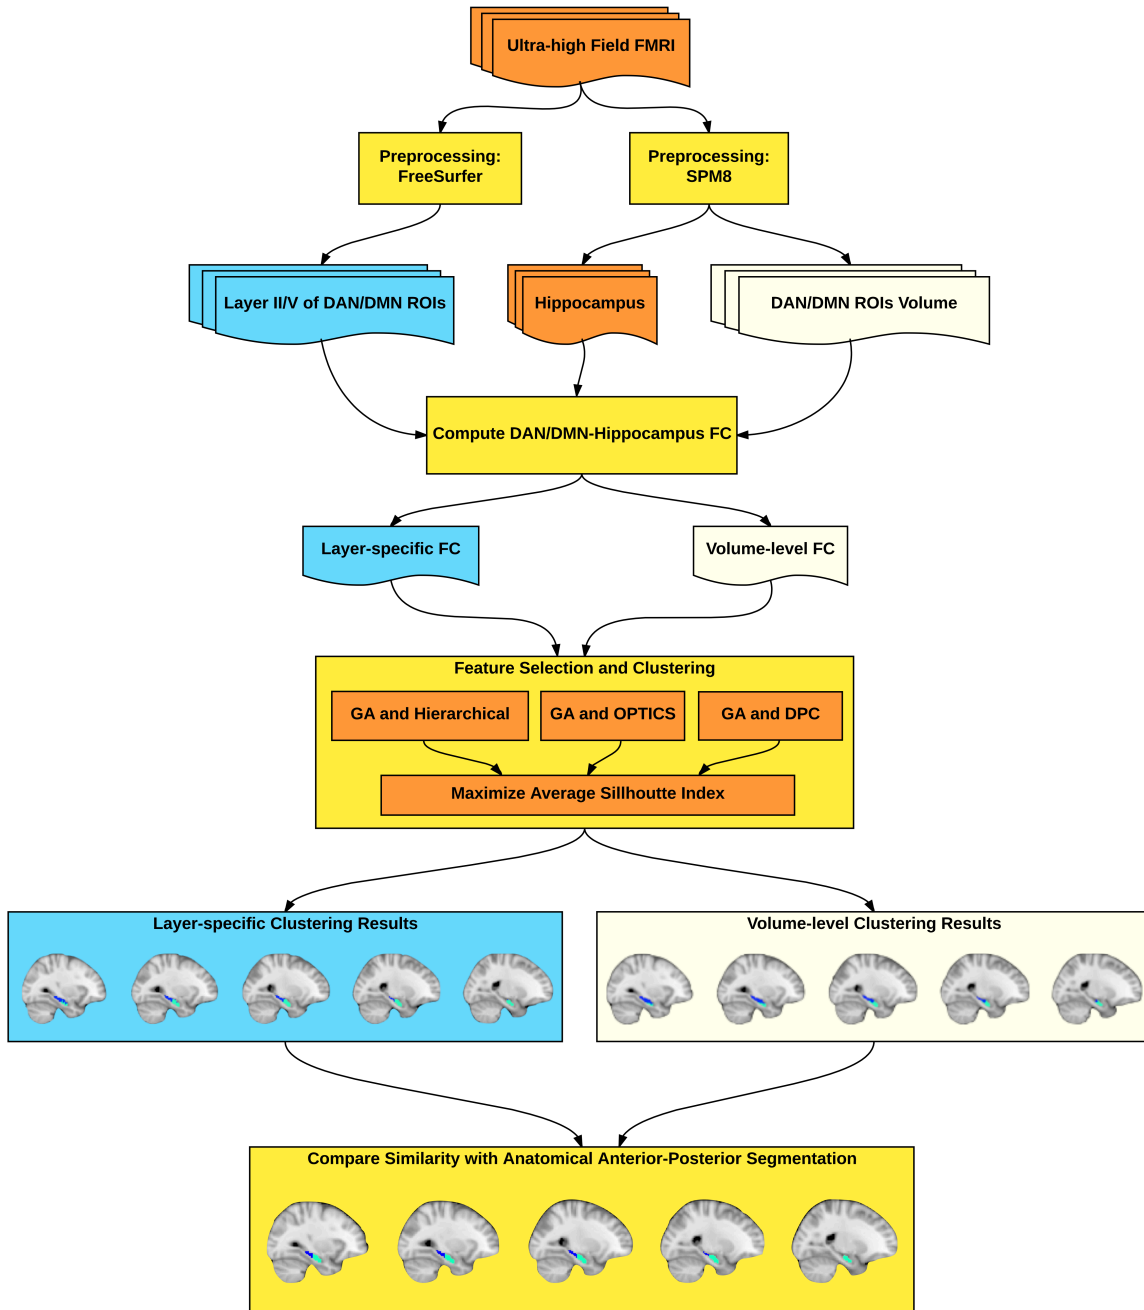 Ultra-high Field FMRI
Preprocessing:
FreeSurfer
Preprocessing:
SPM8
Layer II/V of DAN/DMN ROIs
Hippocampus
DAN/DMN ROIs Volume
Compute DAN/DMN-Hippocampus FC
Layer-specific FC
Volume-level FC
Feature Selection and Clustering
GA and Hierarchical
GA and OPTICS
GA and DPC
Maximize Average Sillhoutte Index
Layer-specific Clustering Results
Volume-level Clustering Results
Compare Similarity with Anatomical Anterior-Posterior Segmentation